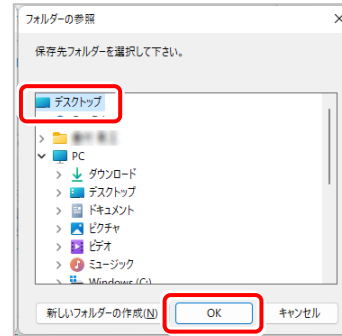 フォルダーの参照
保存先フォルダーを選択して下さい。
デスクトップ
PC
ダウンロード
デスクトップ
ドキュメント
ピクチャ
ビデオ
ミュージック
Windows (C:)
新しいフォルダーの作成(N)
OK
キャンセル